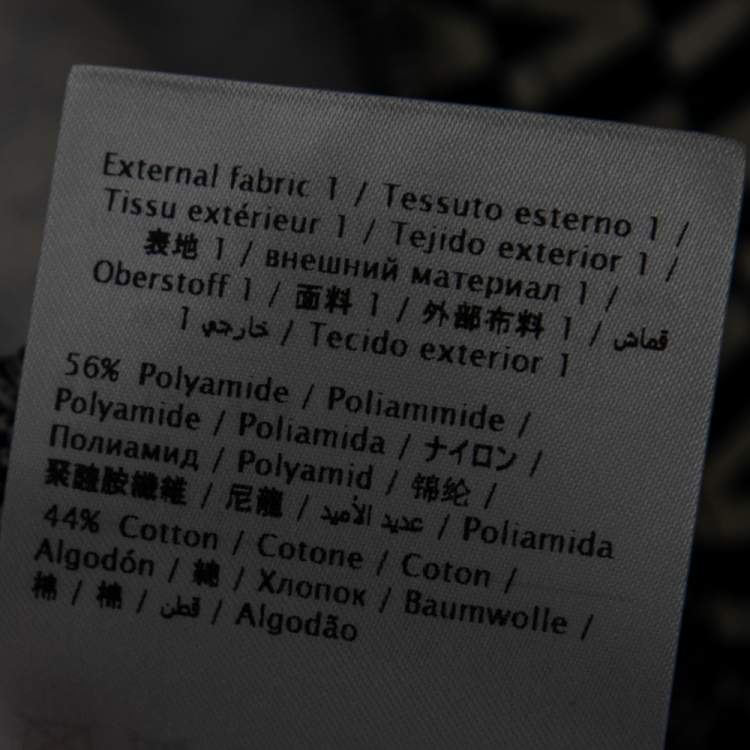 External fabric 1 / Tessuto esterno 1 /
Tissu extérieur 1 / Tejido exterior 1 /
表地 1 / внешний материал 1 /
Oberstoff 1 / 面料 1 / 外部布料 1 / قماش
خارجي 1 / Tecido exterior 1
56% Polyamide / Poliammide /
Polyamide / Poliamida / ナイロン /
Полиамид / Polyamid / 锦纶 /
聚醯胺纖維 / 尼龍 / عديد الأميد / Poliamida
44% Cotton / Cotone / Coton /
Algodón / 綿 / Хлопок / Baumwolle /
棉 / 棉 / قطن / Algodão